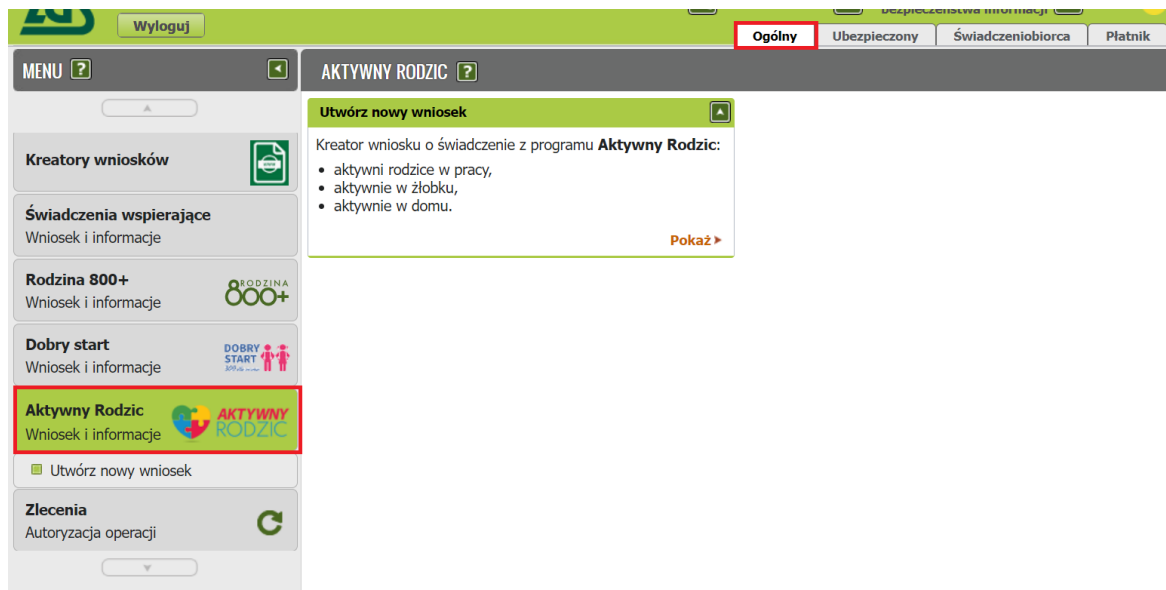 Wyloguj
bezpieczeństwa informacji
Ogólny
Ubezpieczony
Świadczeniobiorca
Płatnik
MENU ?
AKTYWNY RODZIC ?
Kreatory wniosków
Świadczenia wspierające
Wniosek i informacje
Rodzina 800+
Wniosek i informacje
RODZINA
800+
Dobry start
Wniosek i informacje
DOBRY
START
Aktywny Rodzic
Wniosek i informacje
AKTYWNY
RODZIC
Utwórz nowy wniosek
Zlecenia
Autoryzacja operacji
Utwórz nowy wniosek
Kreator wniosku o świadczenie z programu Aktywny Rodzic:
• aktywni rodzice w pracy,
• aktywnie w żłobku,
• aktywnie w domu.
Pokaż